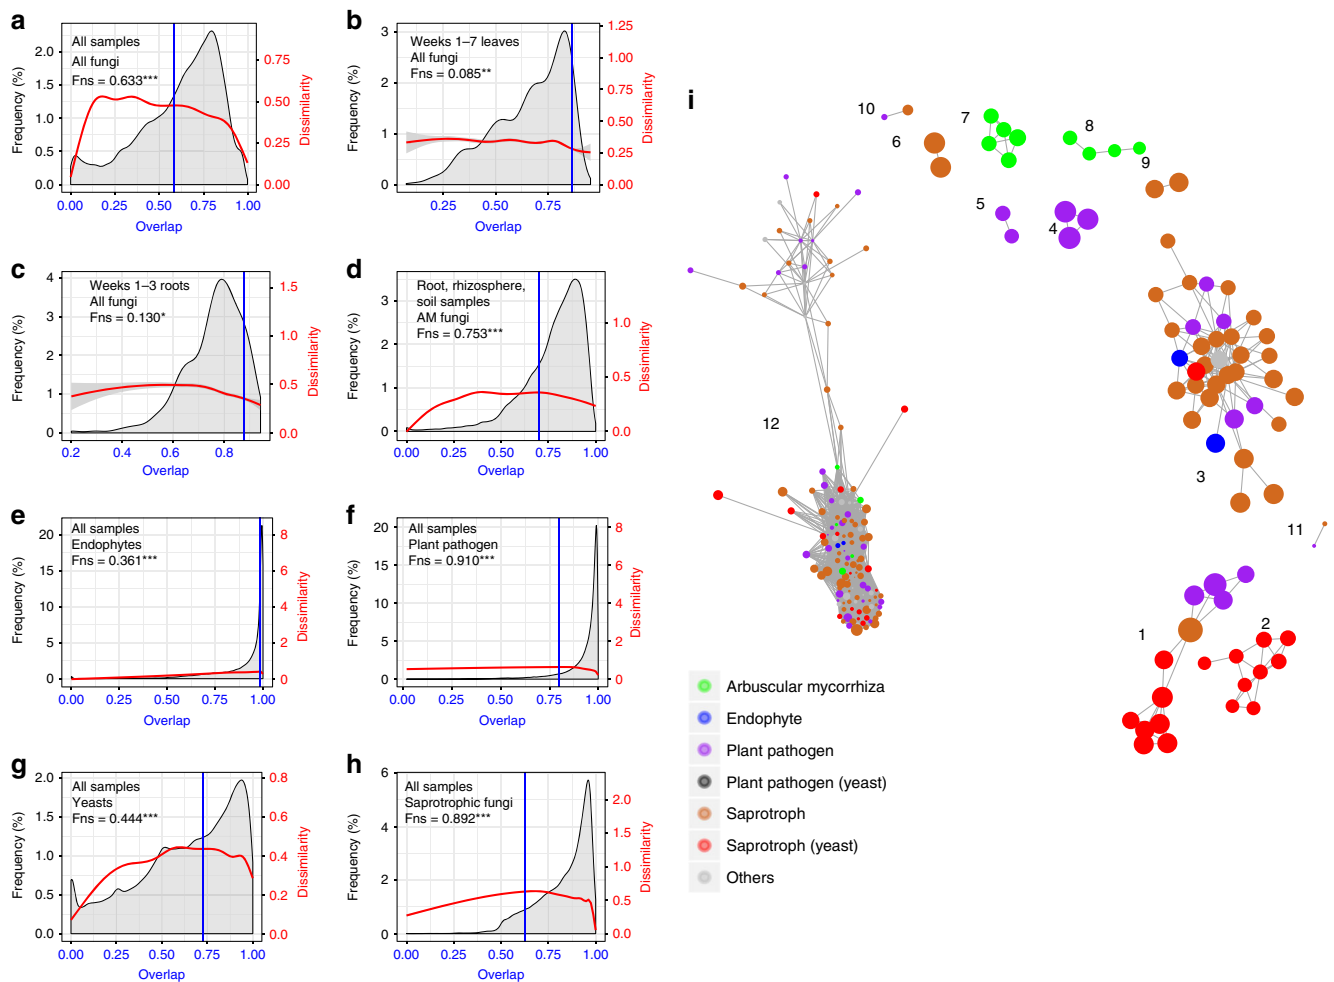 a
All samples
All fungi
Fns = 0.633***
Frequency (%)
2.0
1.5
1.0
0.5
0.0
0.75
0.50
0.25
0.00
Dissimilarity
0.00 0.25 0.50 0.75 1.00
Overlap
b
Weeks 1–7 leaves
All fungi
Fns = 0.085**
Frequency (%)
3
2
1
0
1.25
1.00
0.75
0.50
0.25
0.00
Dissimilarity
0.25 0.50 0.75
Overlap
c
Weeks 1–3 roots
All fungi
Fns = 0.130*
Frequency (%)
4
3
2
1
0
1.5
1.0
0.5
0.0
Dissimilarity
0.2 0.4 0.6 0.8
Overlap
d
Root, rhizosphere,
soil samples
AM fungi
Fns = 0.753***
Frequency (%)
3
2
1
0
1.0
0.5
0.0
Dissimilarity
0.00 0.25 0.50 0.75 1.00
Overlap
e
All samples
Endophytes
Fns = 0.361***
Frequency (%)
20
15
10
5
0
8
6
4
2
0
Dissimilarity
0.00 0.25 0.50 0.75 1.00
Overlap
f
All samples
Plant pathogen
Fns = 0.910***
Frequency (%)
20
15
10
5
0
8
6
4
2
0
Dissimilarity
0.00 0.25 0.50 0.75 1.00
Overlap
g
All samples
Yeasts
Fns = 0.444***
Frequency (%)
2.0
1.5
1.0
0.5
0.0
0.8
0.6
0.4
0.2
0.0
Dissimilarity
0.00 0.25 0.50 0.75 1.00
Overlap
h
All samples
Saprotrophic fungi
Fns = 0.892***
Frequency (%)
6
4
2
0
2.0
1.5
1.0
0.5
0.0
Dissimilarity
0.00 0.25 0.50 0.75 1.00
Overlap
i
10
6
7
8
9
5
4
12
3
11
1
2
Arbuscular mycorrhiza
Endophyte
Plant pathogen
Plant pathogen (yeast)
Saprotroph
Saprotroph (yeast)
Others